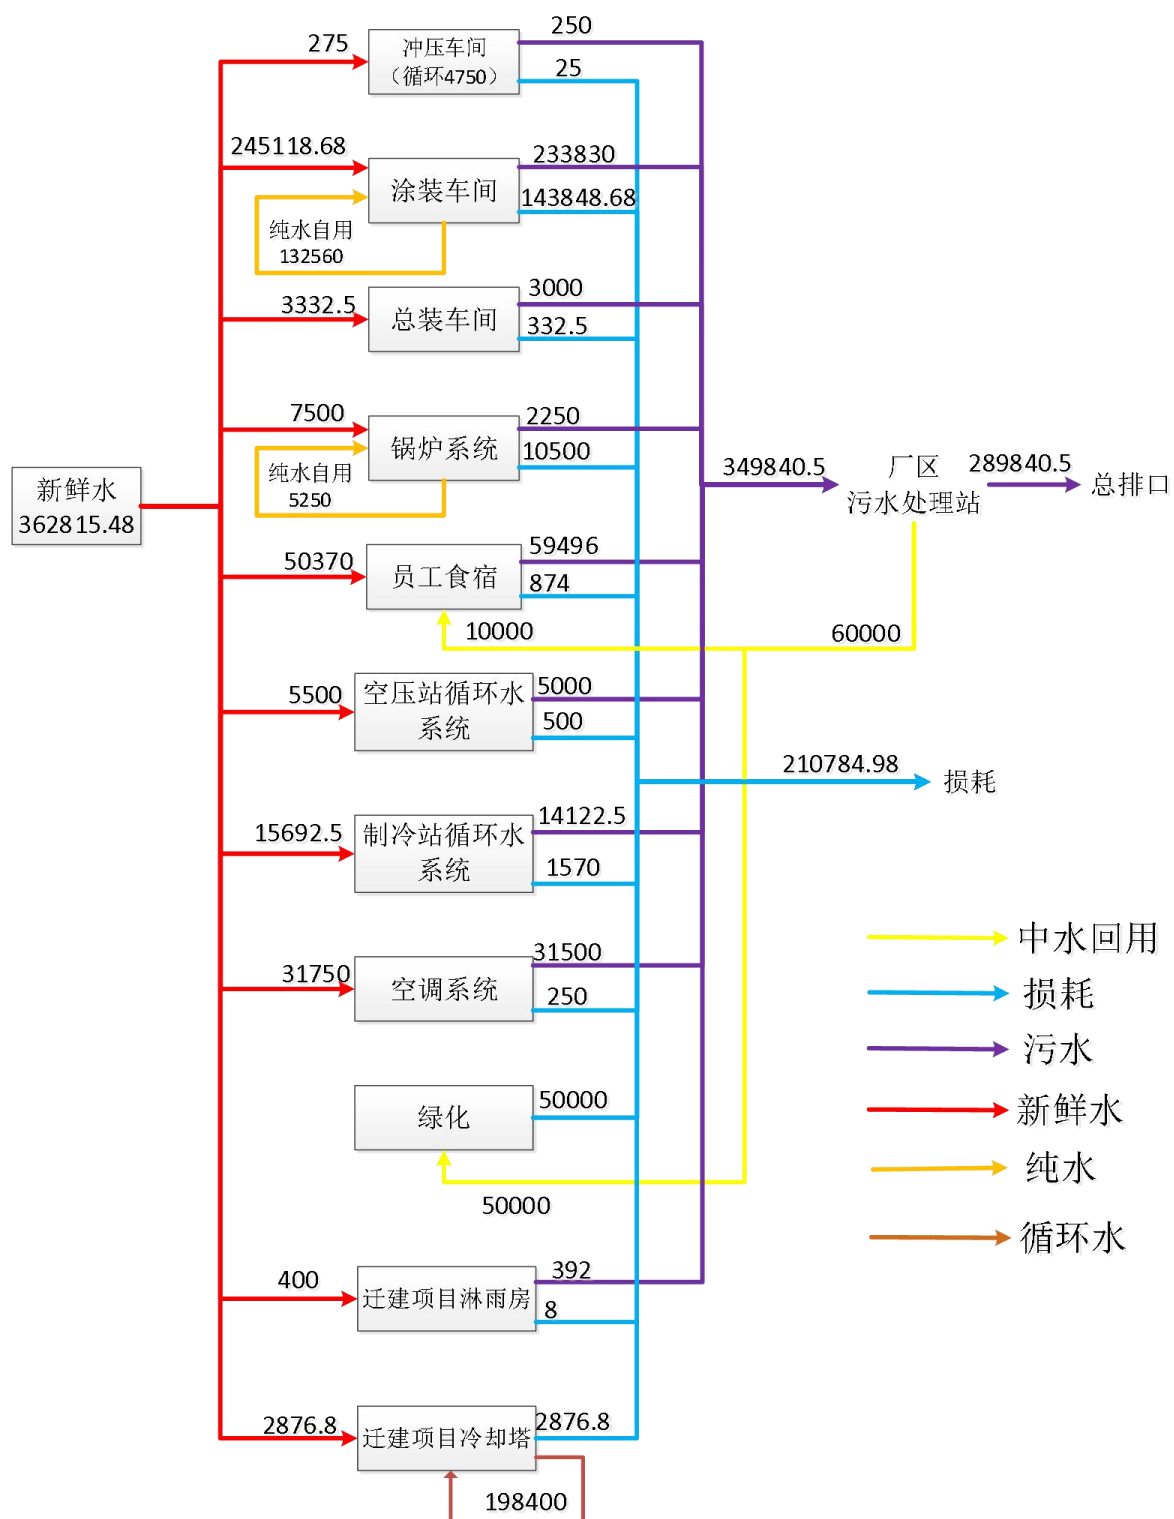 275
冲压车间
（循环4750）
250
25
245118.68
涂装车间
233830
143848.68
纯水自用
132560
3332.5
总装车间
3000
332.5
7500
锅炉系统
2250
10500
纯水自用
5250
新鲜水
362815.48
349840.5
厂区
污水处理站
289840.5
总排口
50370
员工食宿
59496
874
10000
60000
5500
空压站循环水
系统
5000
500
210784.98
损耗
15692.5
制冷站循环水
系统
14122.5
1570
31750
空调系统
31500
250
绿化
50000
50000
400
迁建项目淋雨房
392
8
2876.8
迁建项目冷却塔
2876.8
198400
中水回用
损耗
污水
新鲜水
纯水
循环水